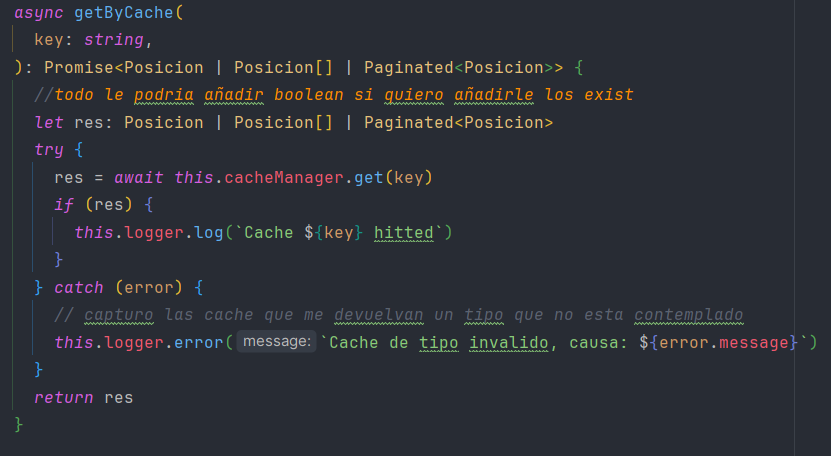 async getByCache(
  key: string,
): Promise<Posicion | Posicion[] | Paginated<Posicion>> {
  //todo le podria añadir boolean si quiero añadirle los exist
  let res: Posicion | Posicion[] | Paginated<Posicion>
  try {
    res = await this.cacheManager.get(key)
    if (res) {
      this.logger.log(`Cache ${key} hitted`)
    }
  } catch (error) {
    // capturo las cache que me devuelvan un tipo que no esta contemplado
    this.logger.error( message: `Cache de tipo invalido, causa: ${error.message}`)
  }
  return res
}